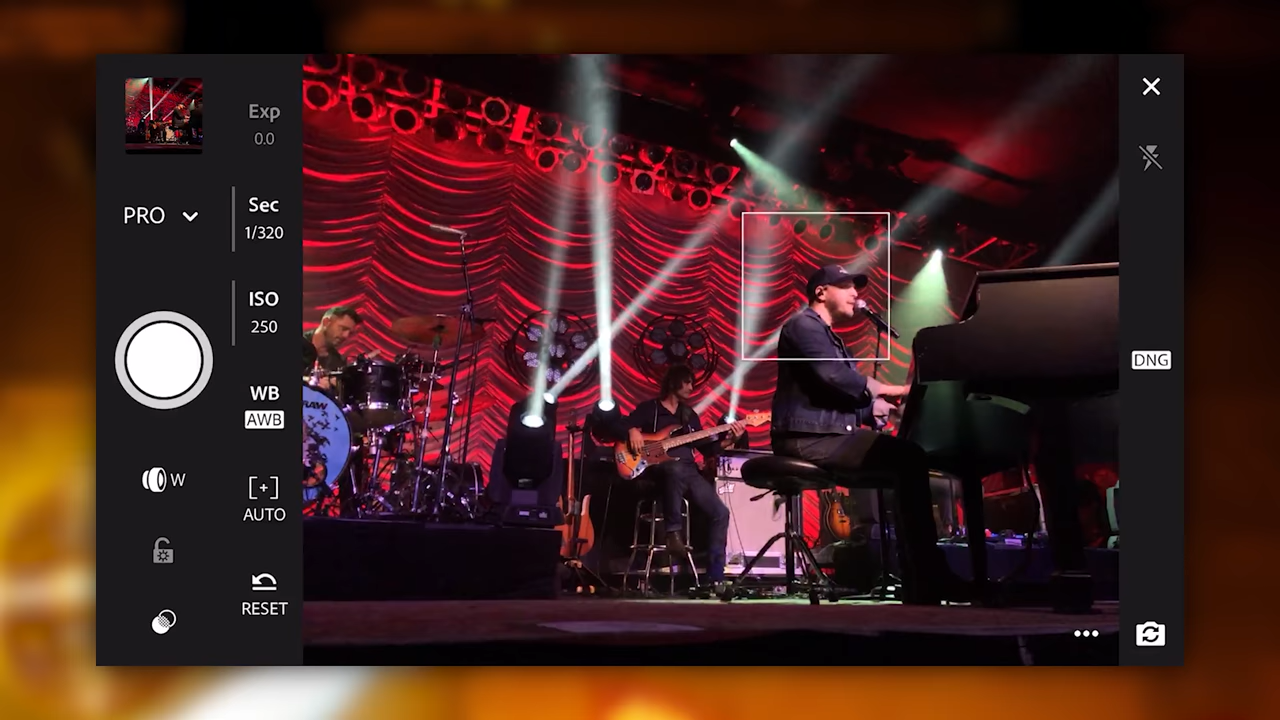 Exp
0.0
PRO
Sec
1/320
ISO
250
WB
AWB
W
AUTO
RESET
DNG